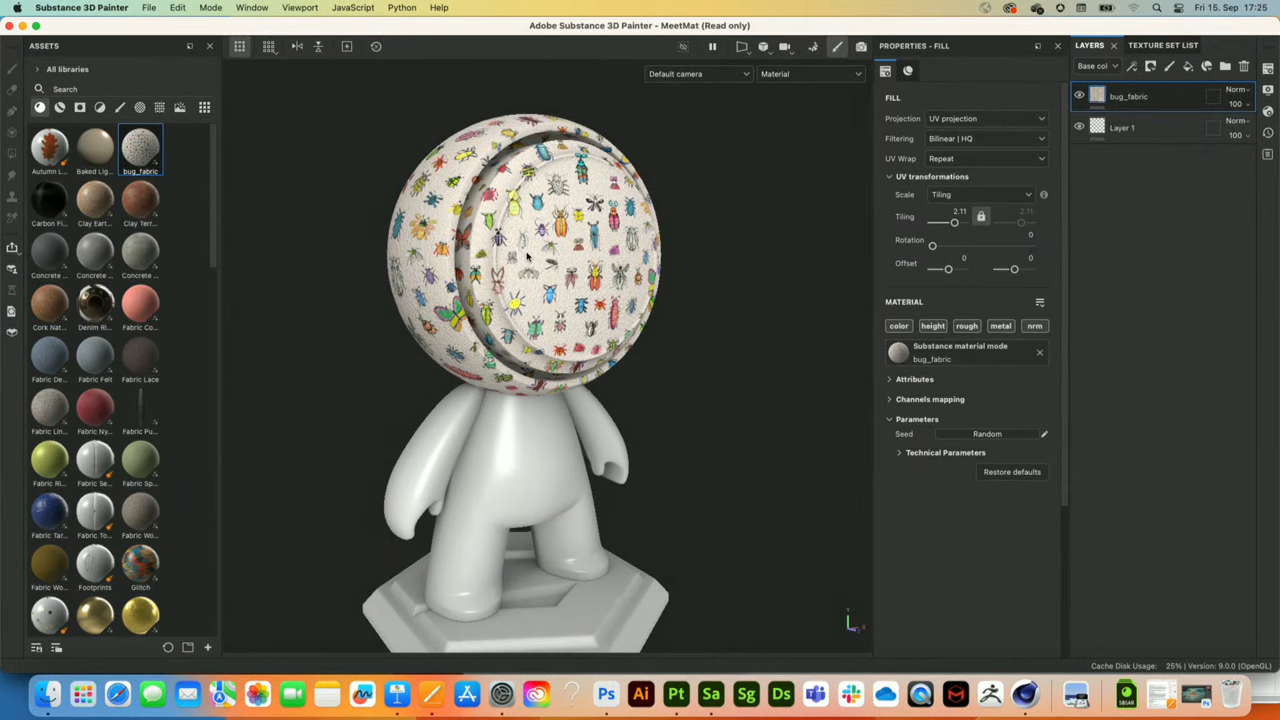 Substance 3D Painter File Edit Mode Window Viewport JavaScript Python Help Fri 15. Sep 17:25
Adobe Substance 3D Painter - MeetMat (Read only)
ASSETS
All libraries
Search
Autumn L... Baked Lig... bug_fabric
Carbon Fi... Clay Eart... Clay Terr...
Concrete ... Concrete ... Concrete ...
Cork Nat... Denim Ri... Fabric Co...
Fabric De... Fabric Felt Fabric Lace
Fabric Lin... Fabric Ny... Fabric Pu...
Fabric Ri... Fabric Se... Fabric Sp...
Fabric Tar... Fabric To... Fabric Wo...
Fabric Wo... Footprints Glitch
Default camera Material
Y
X
PROPERTIES - FILL
FILL
Projection UV projection
Filtering Bilinear | HQ
UV Wrap Repeat
UV transformations
Scale Tiling
Tiling 2.11 2.11
Rotation 0
Offset 0 0
MATERIAL
color height rough metal nrm
Substance material mode
bug_fabric
Attributes
Channels mapping
Parameters
Seed Random
Technical Parameters
Restore defaults
LAYERS TEXTURE SET LIST
Base col
bug_fabric Norm 100
Layer 1 Norm 100
Cache Disk Usage: 25% | Version: 9.0.0 (OpenGL)
Ps Ai Pt Sa Sg Ds
SBSAR